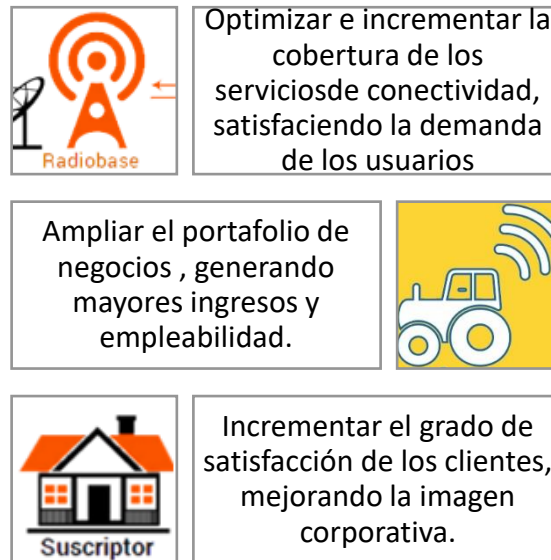 Radiobase
Optimizar e incrementar la
cobertura de los
serviciosde conectividad,
satisfaciendo la demanda
de los usuarios
Ampliar el portafolio de
negocios , generando
mayores ingresos y
empleabilidad.
Suscriptor
Incrementar el grado de
satisfacción de los clientes,
mejorando la imagen
corporativa.